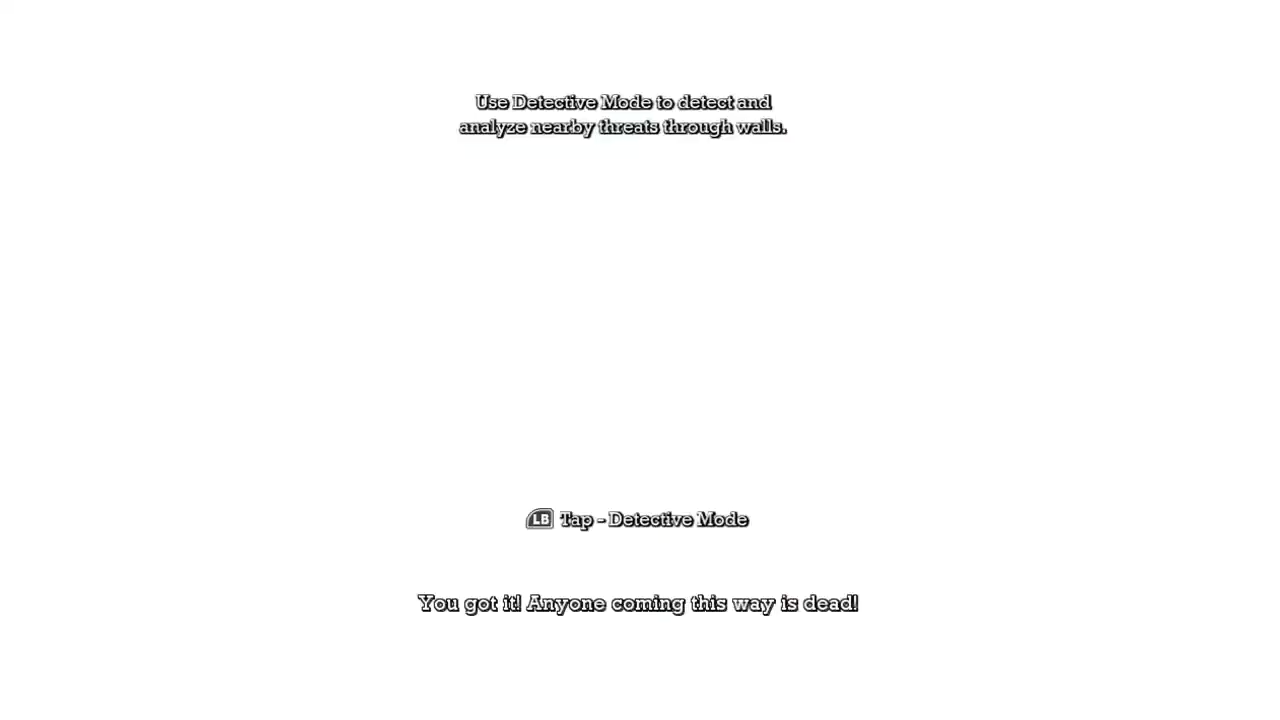 Use Detective Mode to detect and
analyze nearby threats through walls.
LB Tap - Detective Mode
You got it! Anyone coming this way is dead!